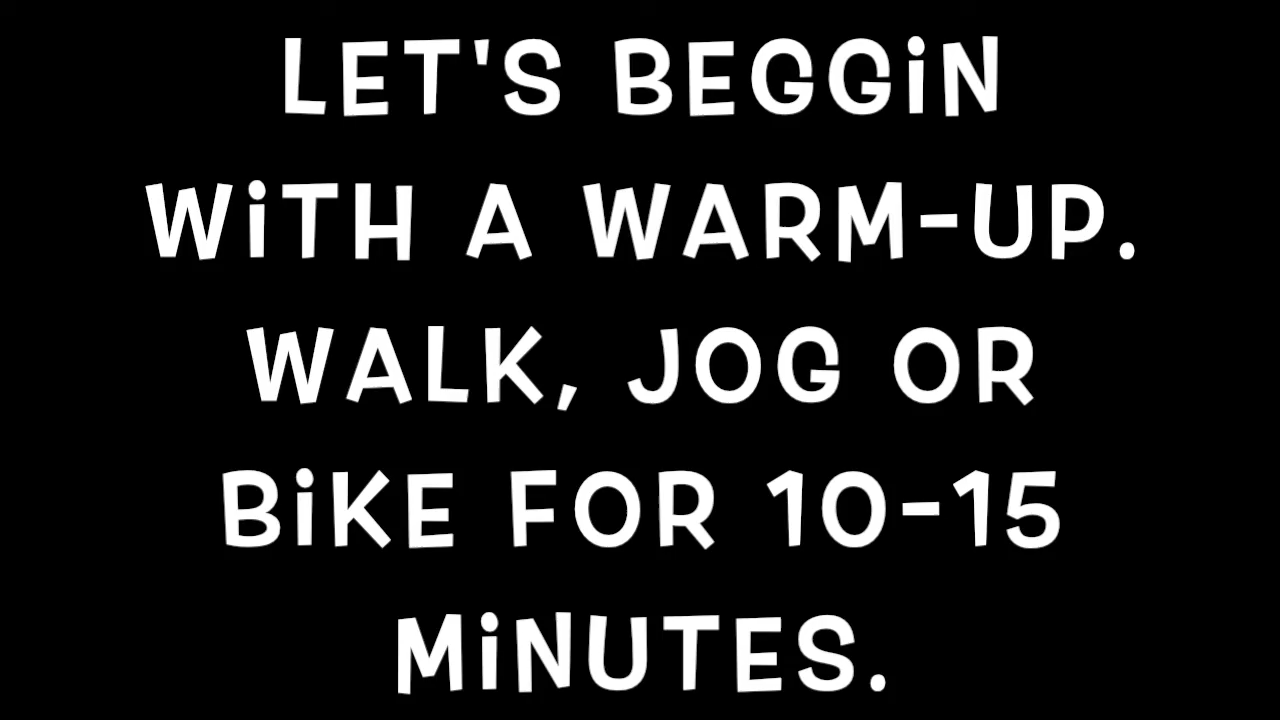 LET'S BEGGiN
WiTH A WARM-UP.
WALK, JOG OR
BiKE FOR 10-15
MiNUTES.